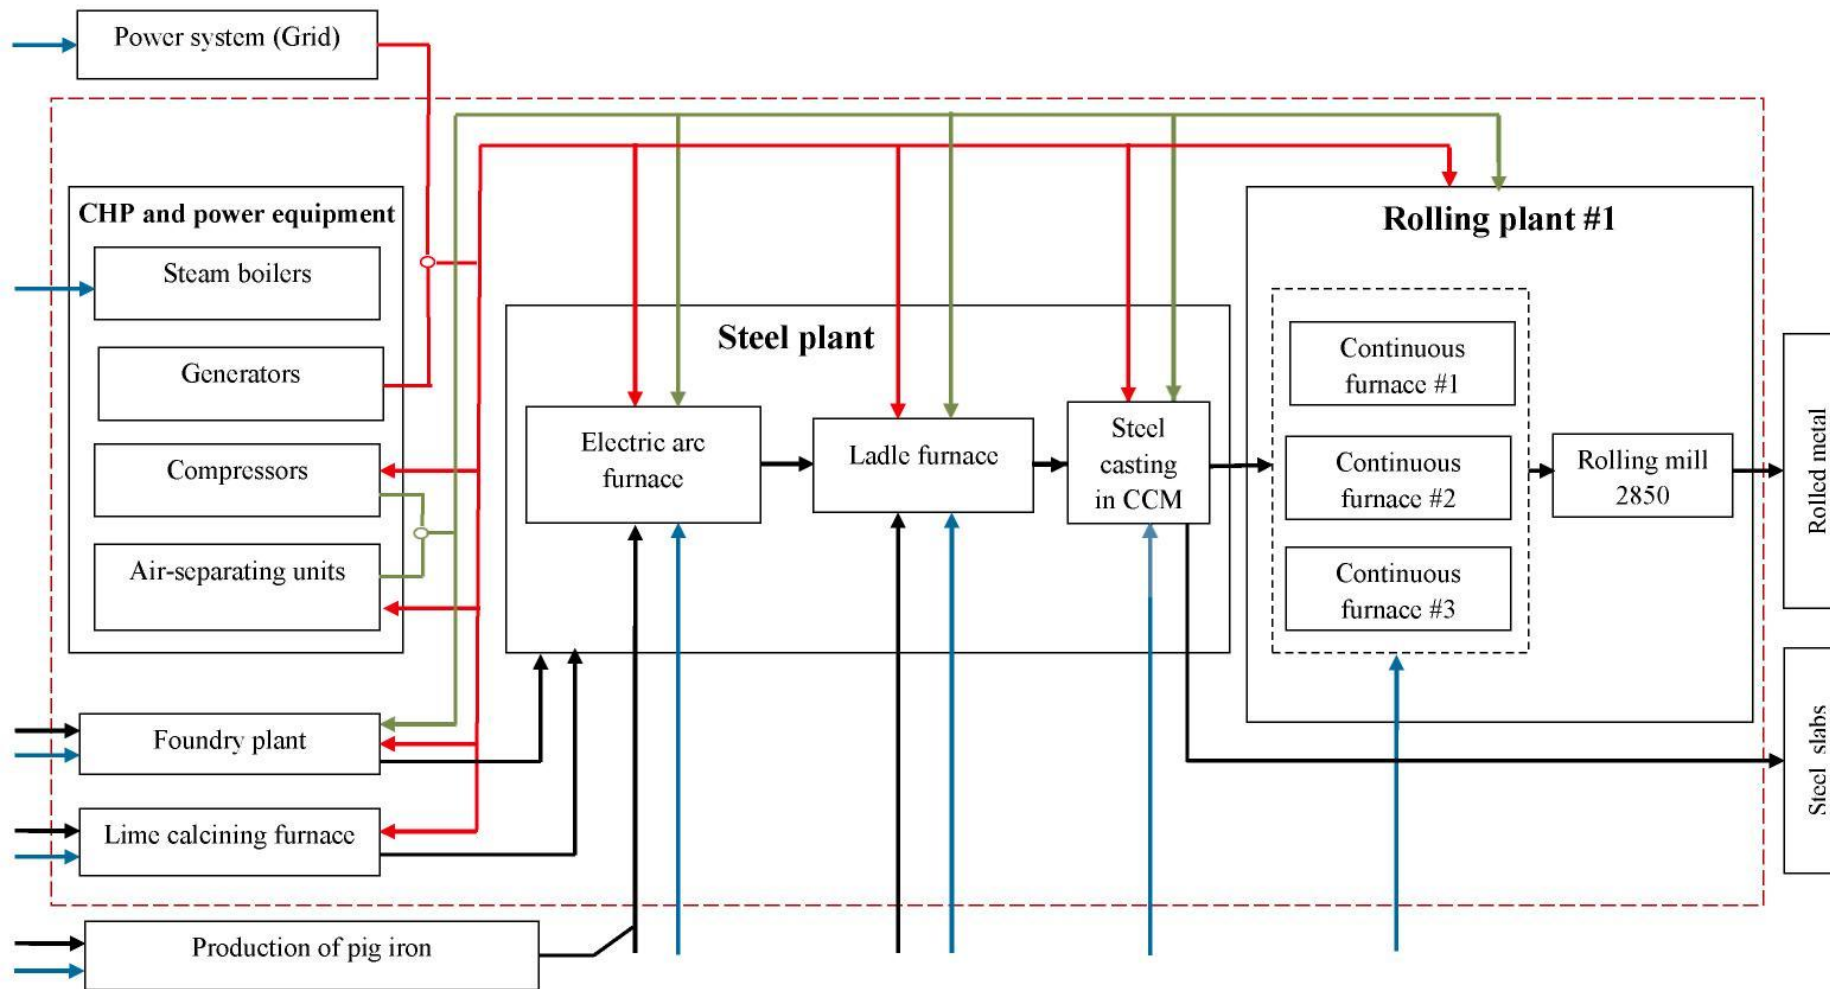 Power system (Grid)
CHP and power equipment
Steam boilers
Generators
Compressors
Air-separating units
Foundry plant
Lime calcining furnace
Production of pig iron
Steel plant
Electric arc
furnace
Ladle furnace
Steel
casting
in CCM
Rolling plant #1
Continuous
furnace #1
Continuous
furnace #2
Continuous
furnace #3
Rolling mill
2850
Rolled metal
Steel slabs